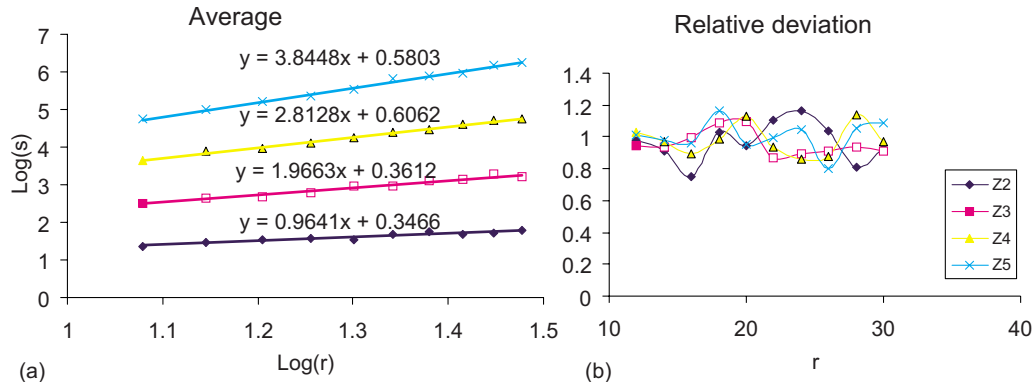 Average
7
6
5
4
3
2
1
0
Log(s)
y = 3.8448x + 0.5803
y = 2.8128x + 0.6062
y = 1.9663x + 0.3612
y = 0.9641x + 0.3466
1 1.1 1.2 1.3 1.4 1.5
Log(r)
(a)
Relative deviation
1.4
1.2
1
0.8
0.6
0.4
0.2
0
Z2
Z3
Z4
Z5
10 20 30 40
r
(b)